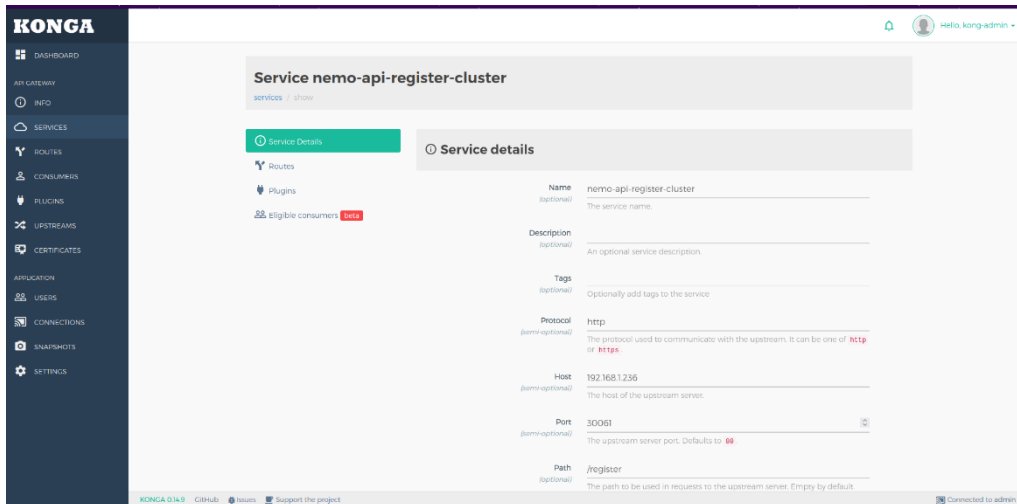 KONGA
Hello, kong-admin
DASHBOARD
API GATEWAY
INFO
SERVICES
ROUTES
CONSUMERS
PLUGINS
UPSTREAMS
CERTIFICATES
APPLICATION
USERS
CONNECTIONS
SNAPSHOTS
SETTINGS
Service nemo-api-register-cluster
services / show
Service Details
Routes
Plugins
Eligible consumers beta
Service details
Name
(optional)
nemo-api-register-cluster
The service name.
Description
(optional)
An optional service description.
Tags
(optional)
Optionally add tags to the service
Protocol
(semi-optional)
http
The protocol used to communicate with the upstream. It can be one of http
or https.
Host
(semi-optional)
192.168.1.236
The host of the upstream server.
Port
(semi-optional)
30061
The upstream server port. Defaults to 80.
Path
(optional)
/register
The path to be used in requests to the upstream server. Empty by default.
KONGA 0.14.9 GitHub Issues Support the project
Connected to admin